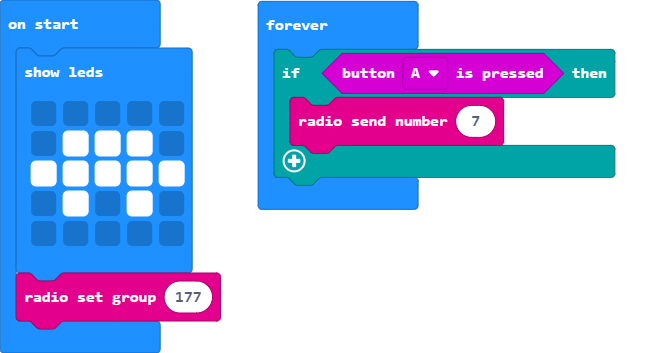 on start
show leds
radio set group 177
forever
if button A is pressed then
radio send number 7